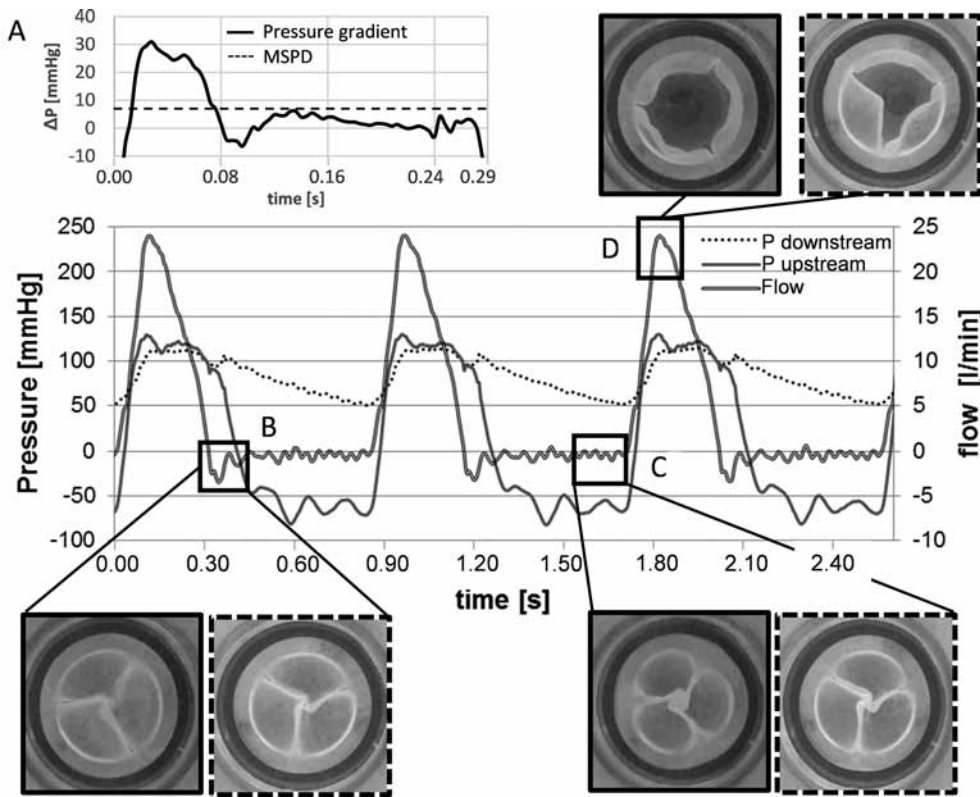 A
ΔP [mmHg]
40
30
20
10
0
-10
Pressure gradient
MSPD
0.00 0.08 0.16 0.24 0.29
time [s]
Pressure [mmHg]
250
200
150
100
50
0
-50
-100
D
P downstream
P upstream
Flow
B
C
25
20
15
10
5
0
-5
-10
flow [l/min]
0.00 0.30 0.60 0.90 1.20 1.50 1.80 2.10 2.40
time [s]